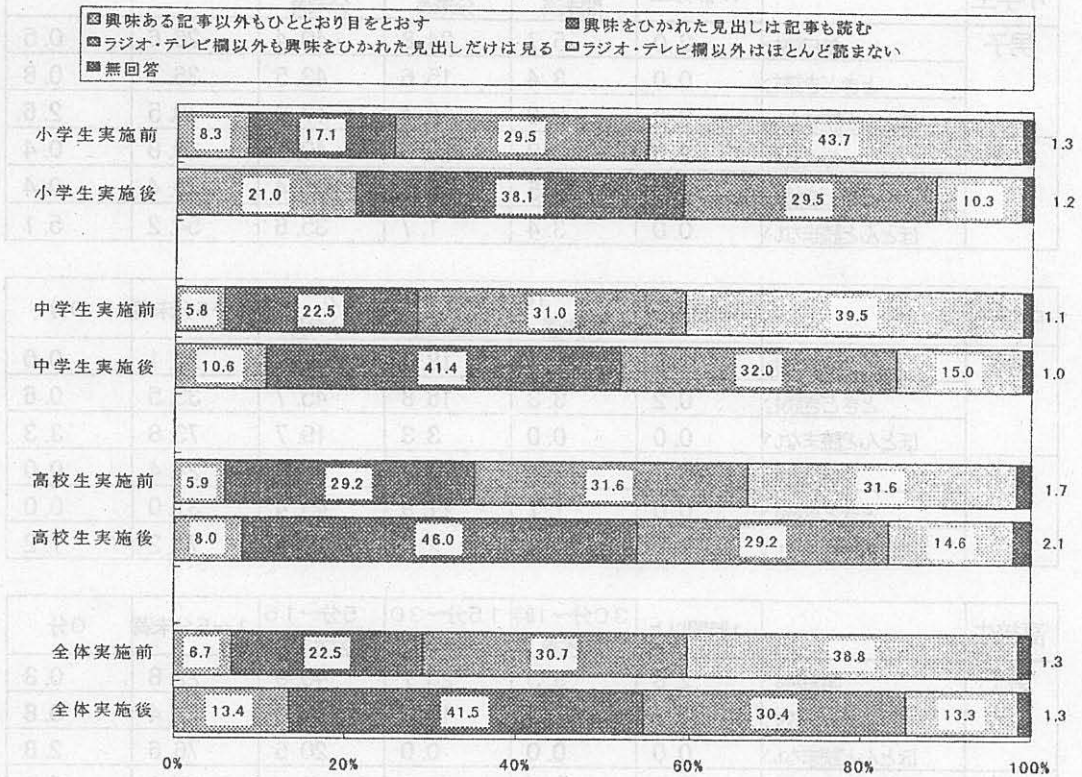 興味ある記事以外もひととおり目をとおす 興味をひかれた見出しは記事も読む
ラジオ・テレビ欄以外も興味をひかれた見出しだけは見る ラジオ・テレビ欄以外はほとんど読まない
無回答
小学生実施前 8.3 17.1 29.5 43.7 1.3
小学生実施後 21.0 38.1 29.5 10.3 1.2
中学生実施前 5.8 22.5 31.0 39.5 1.1
中学生実施後 10.6 41.4 32.0 15.0 1.0
高校生実施前 5.9 29.2 31.6 31.6 1.7
高校生実施後 8.0 46.0 29.2 14.6 2.1
全体実施前 6.7 22.5 30.7 38.8 1.3
全体実施後 13.4 41.5 30.4 13.3 1.3
0% 20% 40% 60% 80% 100%